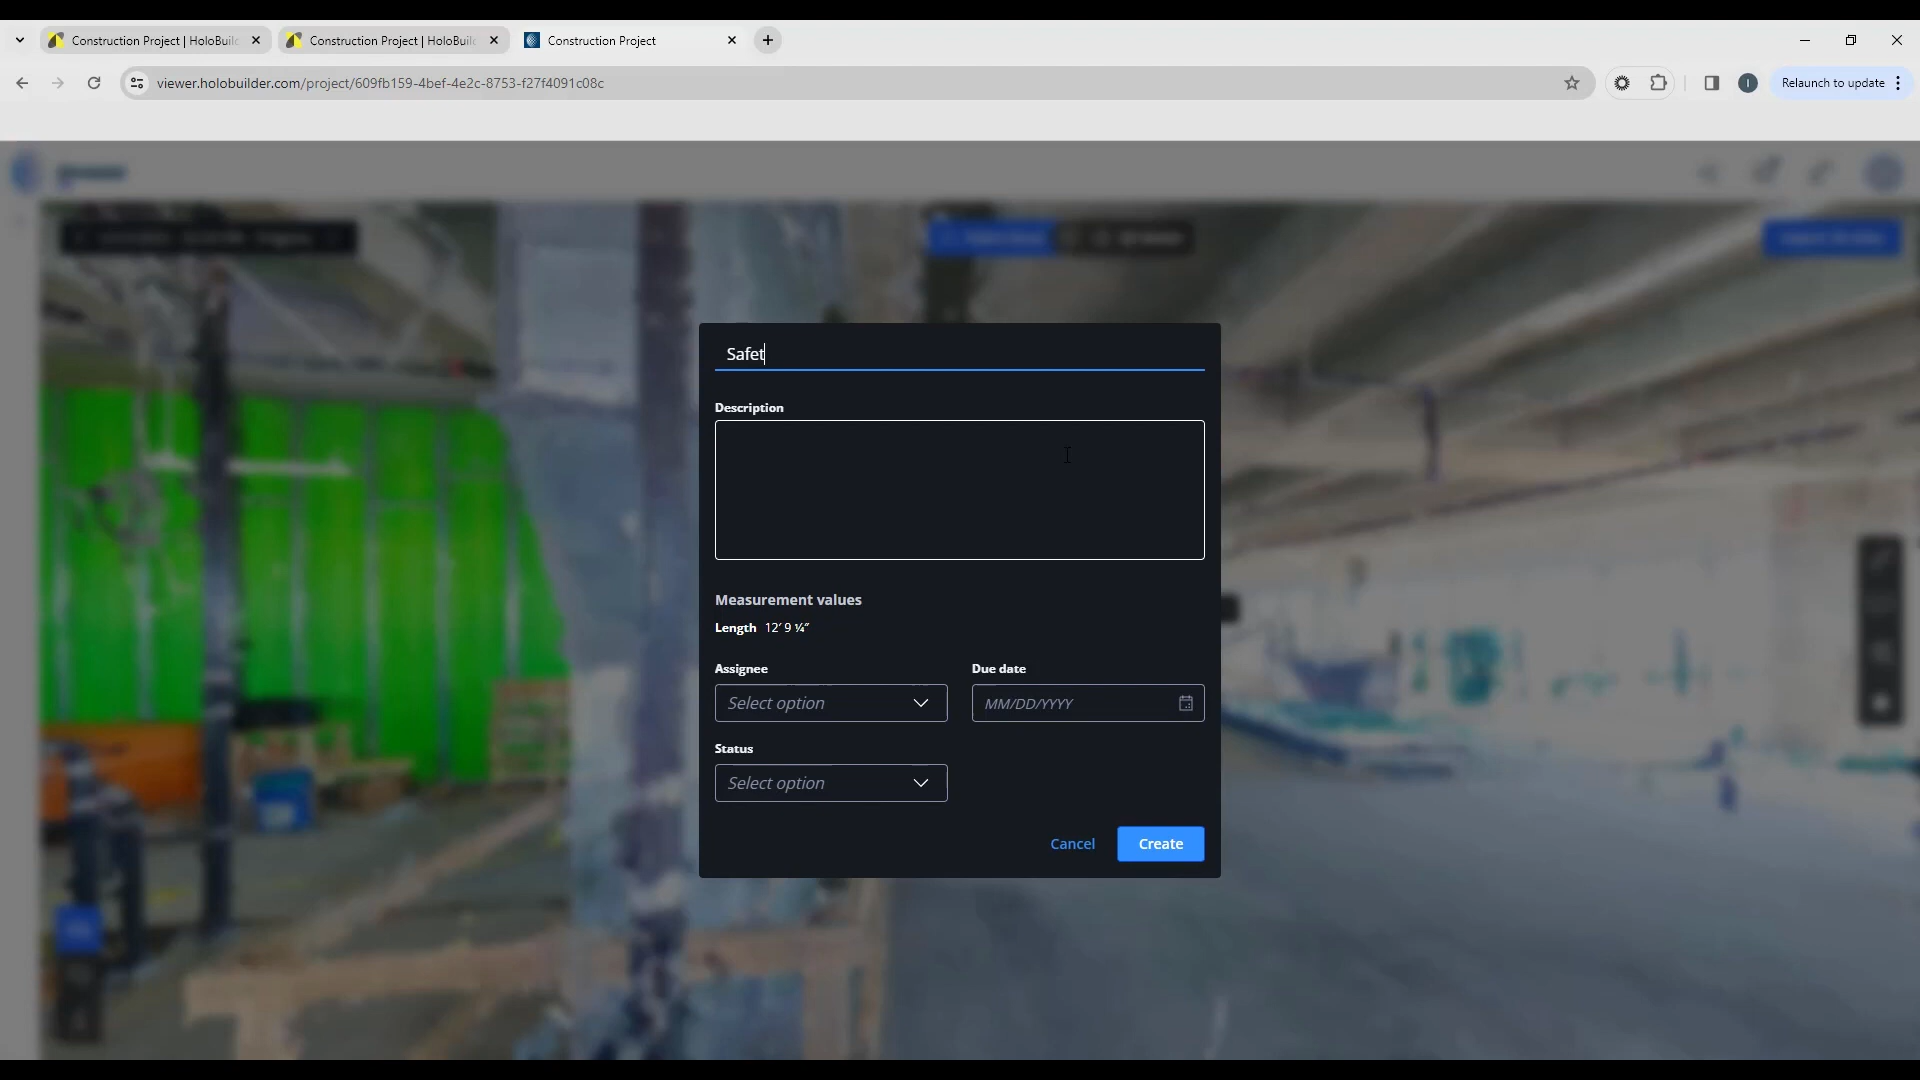 Construction Project | HoloBuil
Construction Project | HoloBuil
Construction Project
viewer.holobuilder.com/project/609fb159-4bef-4e2c-8753-f27f4091c08c
I
Relaunch to update
Safet
Description
Measurement values
Length 12' 9 ¼"
Assignee
Due date
Select option
MM/DD/YYYY
Status
Select option
Cancel
Create